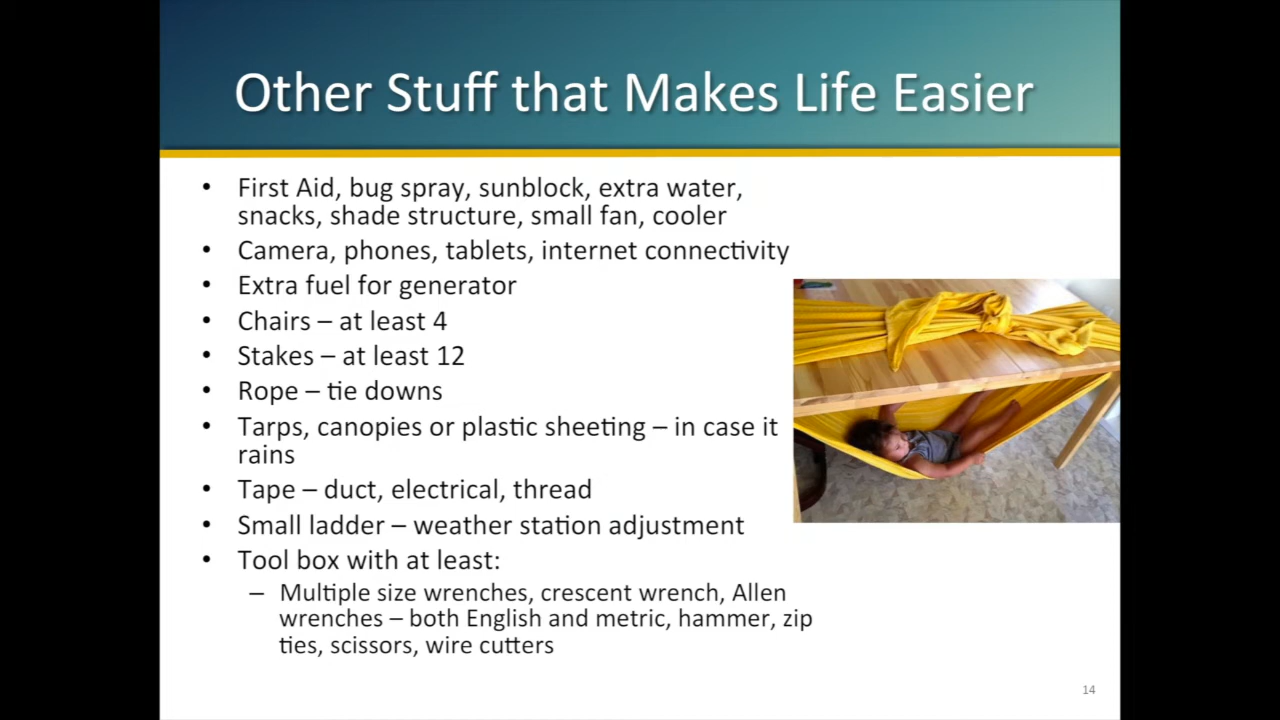 Other Stuff that Makes Life Easier
• First Aid, bug spray, sunblock, extra water,
snacks, shade structure, small fan, cooler
• Camera, phones, tablets, internet connectivity
• Extra fuel for generator
• Chairs – at least 4
• Stakes – at least 12
• Rope – tie downs
• Tarps, canopies or plastic sheeting – in case it
rains
• Tape – duct, electrical, thread
• Small ladder – weather station adjustment
• Tool box with at least:
– Multiple size wrenches, crescent wrench, Allen
wrenches – both English and metric, hammer, zip
ties, scissors, wire cutters
14